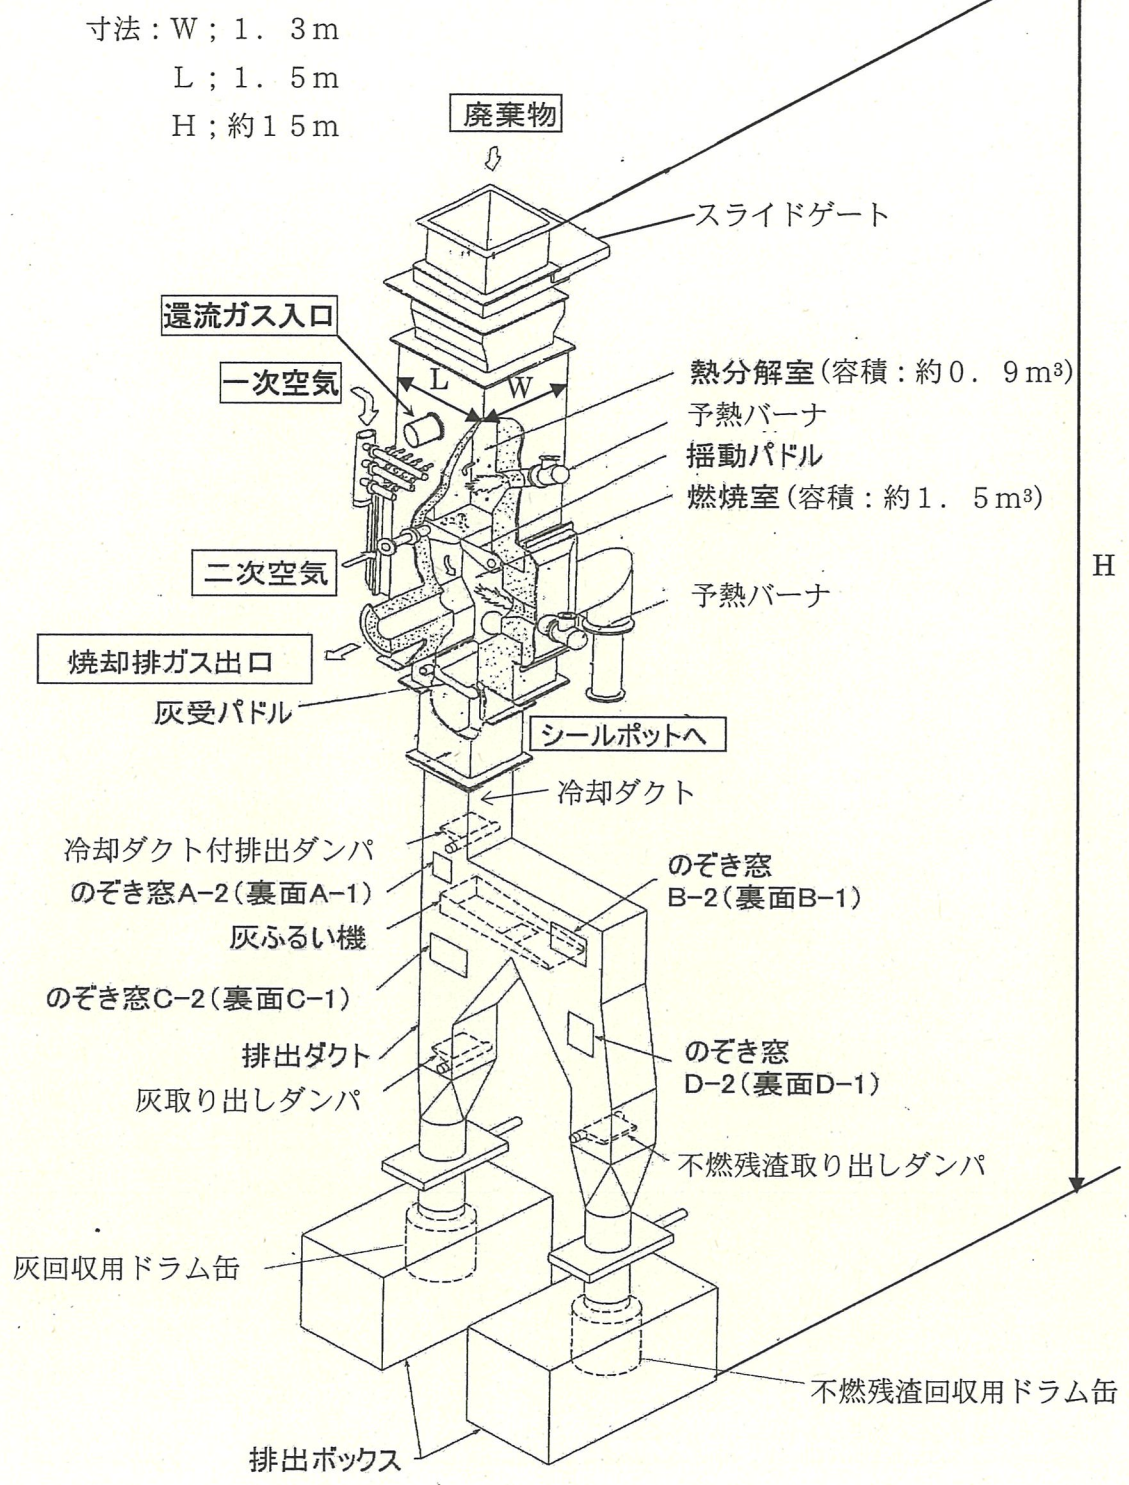 寸法：W；1．3m
L；1．5m
H；約15m
廃棄物
スライドゲート
還流ガス入口
一次空気
L
W
熱分解室(容積：約0．9m³)
予熱バーナ
揺動パドル
燃焼室(容積：約1．5m³)
二次空気
H
予熱バーナ
焼却排ガス出口
灰受パドル
シールポットへ
冷却ダクト
冷却ダクト付排出ダンパ
のぞき窓A-2(裏面A-1)
のぞき窓
B-2(裏面B-1)
灰ふるい機
のぞき窓C-2(裏面C-1)
排出ダクト
のぞき窓
D-2(裏面D-1)
灰取り出しダンパ
不燃残渣取り出しダンパ
灰回収用ドラム缶
不燃残渣回収用ドラム缶
排出ボックス